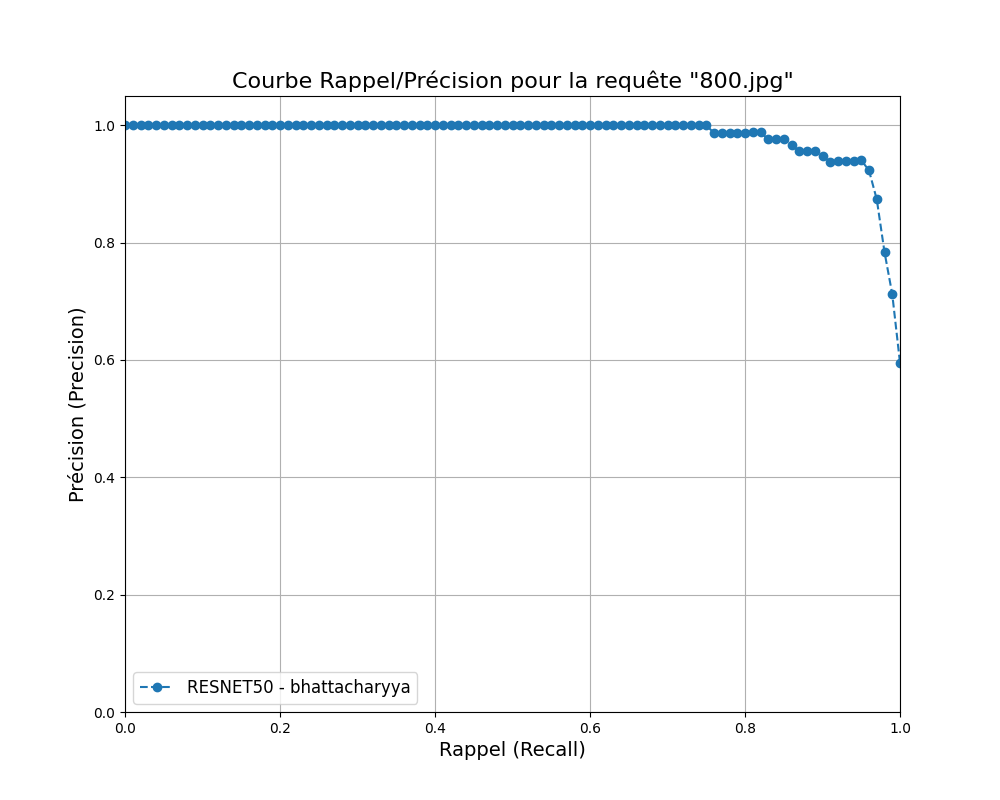 Courbe Rappel/Précision pour la requête "800.jpg"
1.0
0.8
0.6
0.4
0.2
0.0
Précision (Precision)
RESNET50 - bhattacharyya
0.0 0.2 0.4 0.6 0.8 1.0
Rappel (Recall)